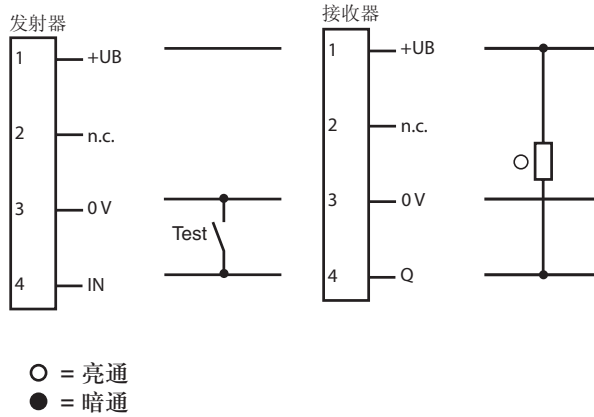 发射器
1 +UB
2 n.c.
3 0 V
4 IN
Test
接收器
1 +UB
2 n.c.
3 0 V
4 Q
= 亮通
= 暗通